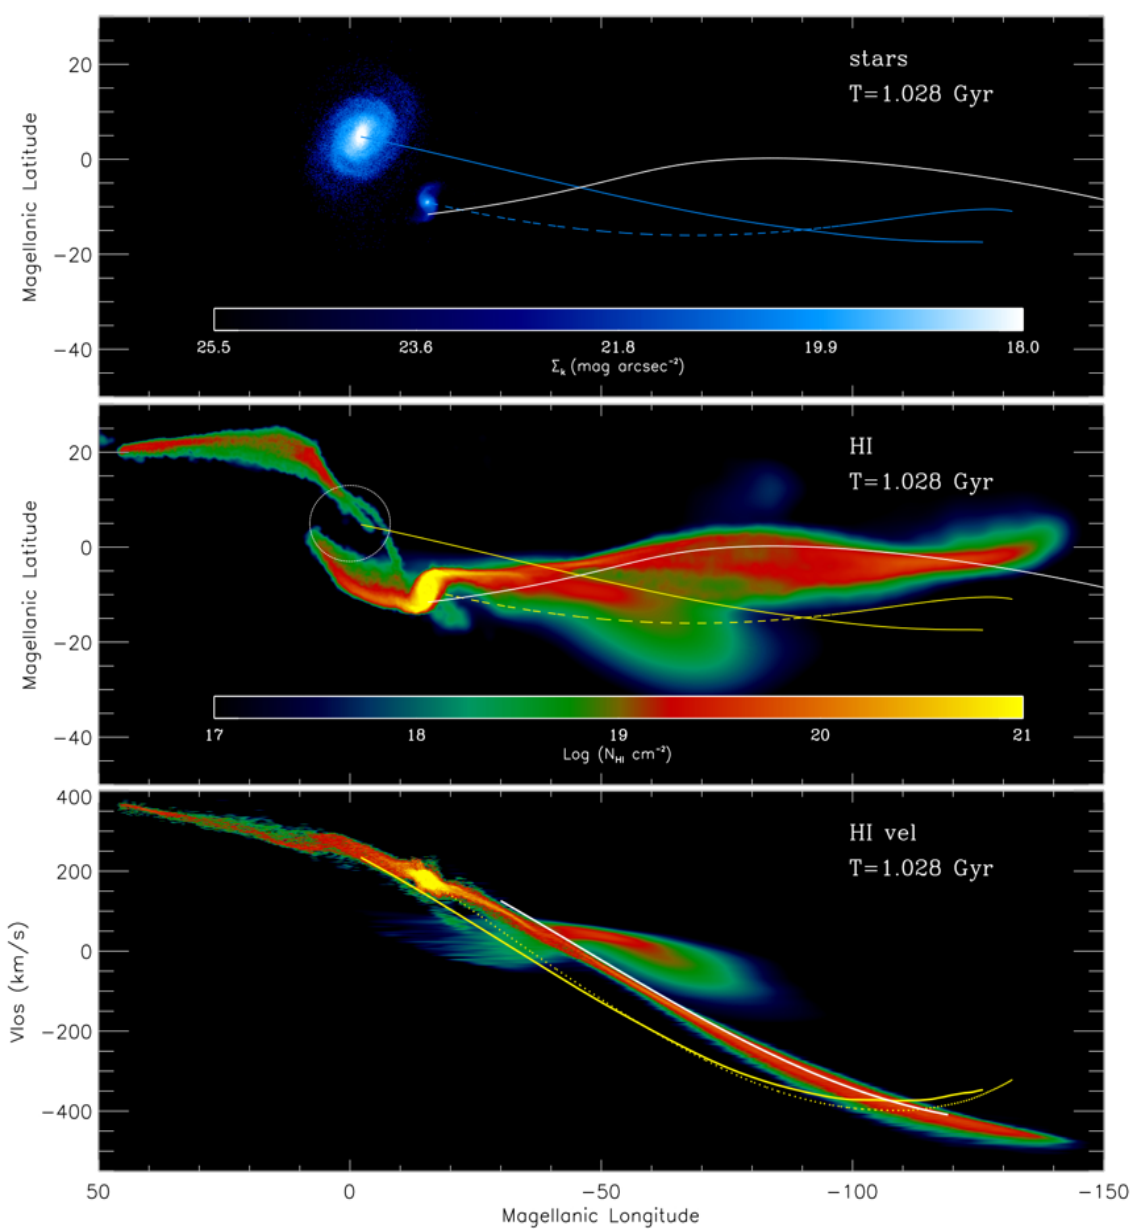 stars
T=1.028 Gyr
Magellanic Latitude
20
0
−20
−40
25.5 23.6 21.8 19.9 18.0
Σk (mag arcsec−2)
HI
T=1.028 Gyr
Magellanic Latitude
20
0
−20
−40
17 18 19 20 21
Log (NHI cm−2)
HI vel
T=1.028 Gyr
Vlos (km/s)
400
200
0
−200
−400
50 0 −50 −100 −150
Magellanic Longitude